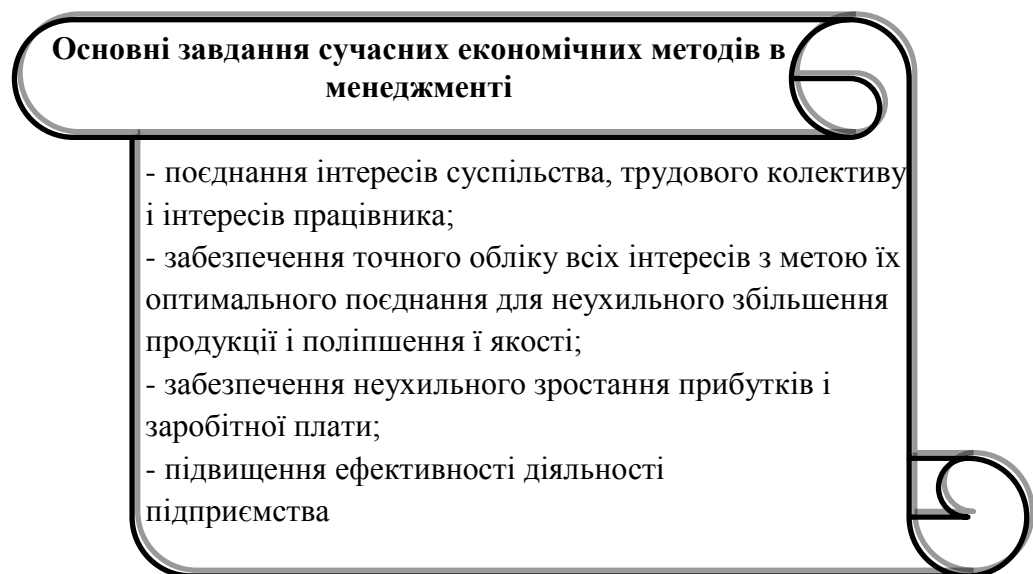 Основні завдання сучасних економічних методів в
менеджменті
- поєднання інтересів суспільства, трудового колективу
і інтересів працівника;
- забезпечення точного обліку всіх інтересів з метою їх
оптимального поєднання для неухильного збільшення
продукції і поліпшення ї якості;
- забезпечення неухильного зростання прибутків і
заробітної плати;
- підвищення ефективності діяльності
підприємства